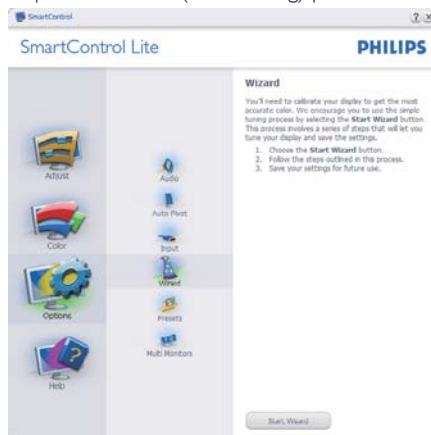 SmartControl
SmartControl Lite
PHILIPS
Adjust
Color
Options
Help
Audio
Auto Pivot
Input
Wizard
Presets
Multi Monitors
Wizard
You'll need to calibrate your display to get the most
accurate color. We encourage you to use the simple
tuning process by selecting the Start Wizard button.
This process involves a series of steps that will let you
tune your display and save the settings.
1. Choose the Start Wizard button.
2. Follow the steps outlined in this process.
3. Save your settings for future use.
Start Wizard